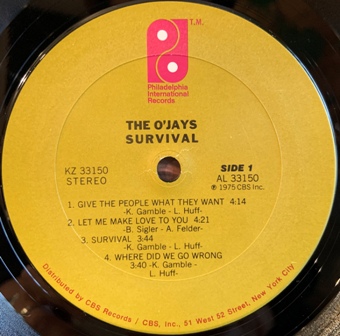 T.M.
Philadelphia
International
Records
THE O'JAYS
SURVIVAL
KZ 33150
STEREO
SIDE 1
AL 33150
℗ 1975 CBS Inc.
1. GIVE THE PEOPLE WHAT THEY WANT 4:14
-K. Gamble - L. Huff-
2. LET ME MAKE LOVE TO YOU 4:21
-B. Sigler - A. Felder-
3. SURVIVAL 3:44
-K. Gamble - L. Huff-
4. WHERE DID WE GO WRONG
3:40 -K. Gamble -
L. Huff-
Distributed by CBS Records / CBS, Inc., 51 West 52 Street, New York City